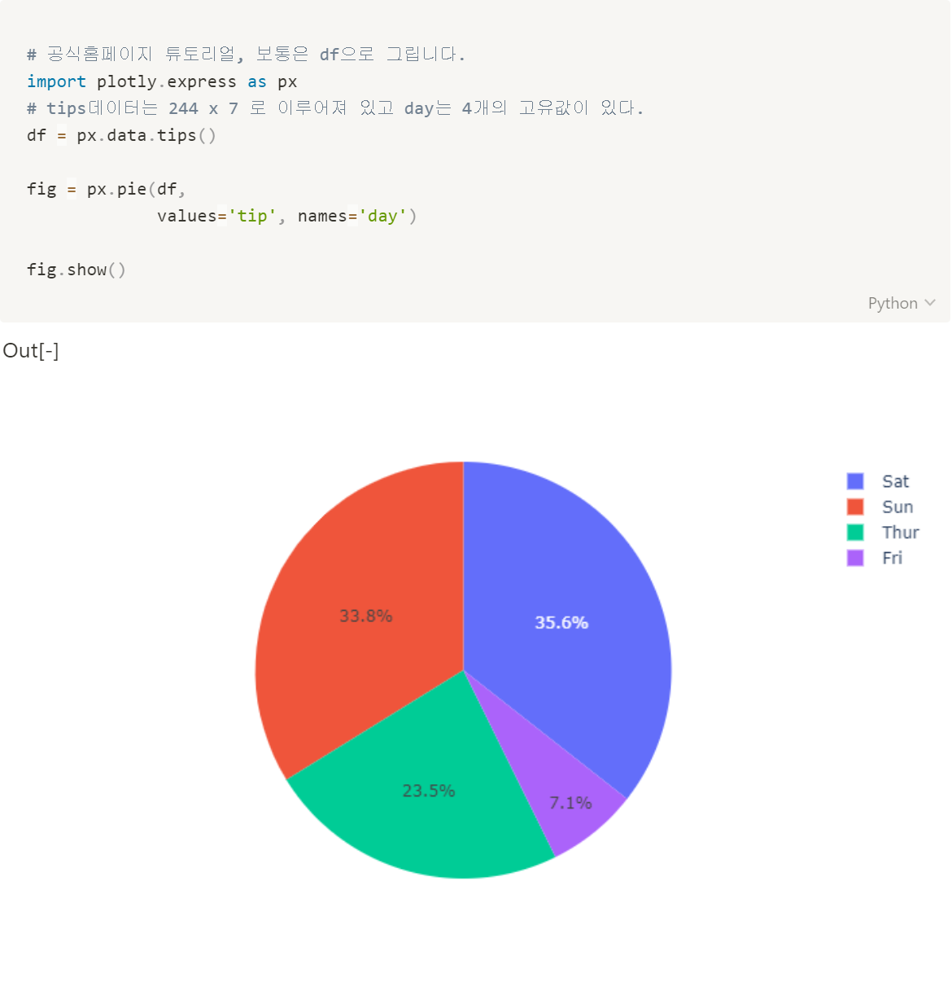 # 공식홈페이지 튜토리얼, 보통은 df으로 그립니다.
import plotly.express as px
# tips데이터는 244 x 7 로 이루어져 있고 day는 4개의 고유값이 있다.
df = px.data.tips()
fig = px.pie(df,
values='tip', names='day')
fig.show()
Python
Out[-]
Sat
Sun
Thur
Fri
33.8%
35.6%
23.5%
7.1%